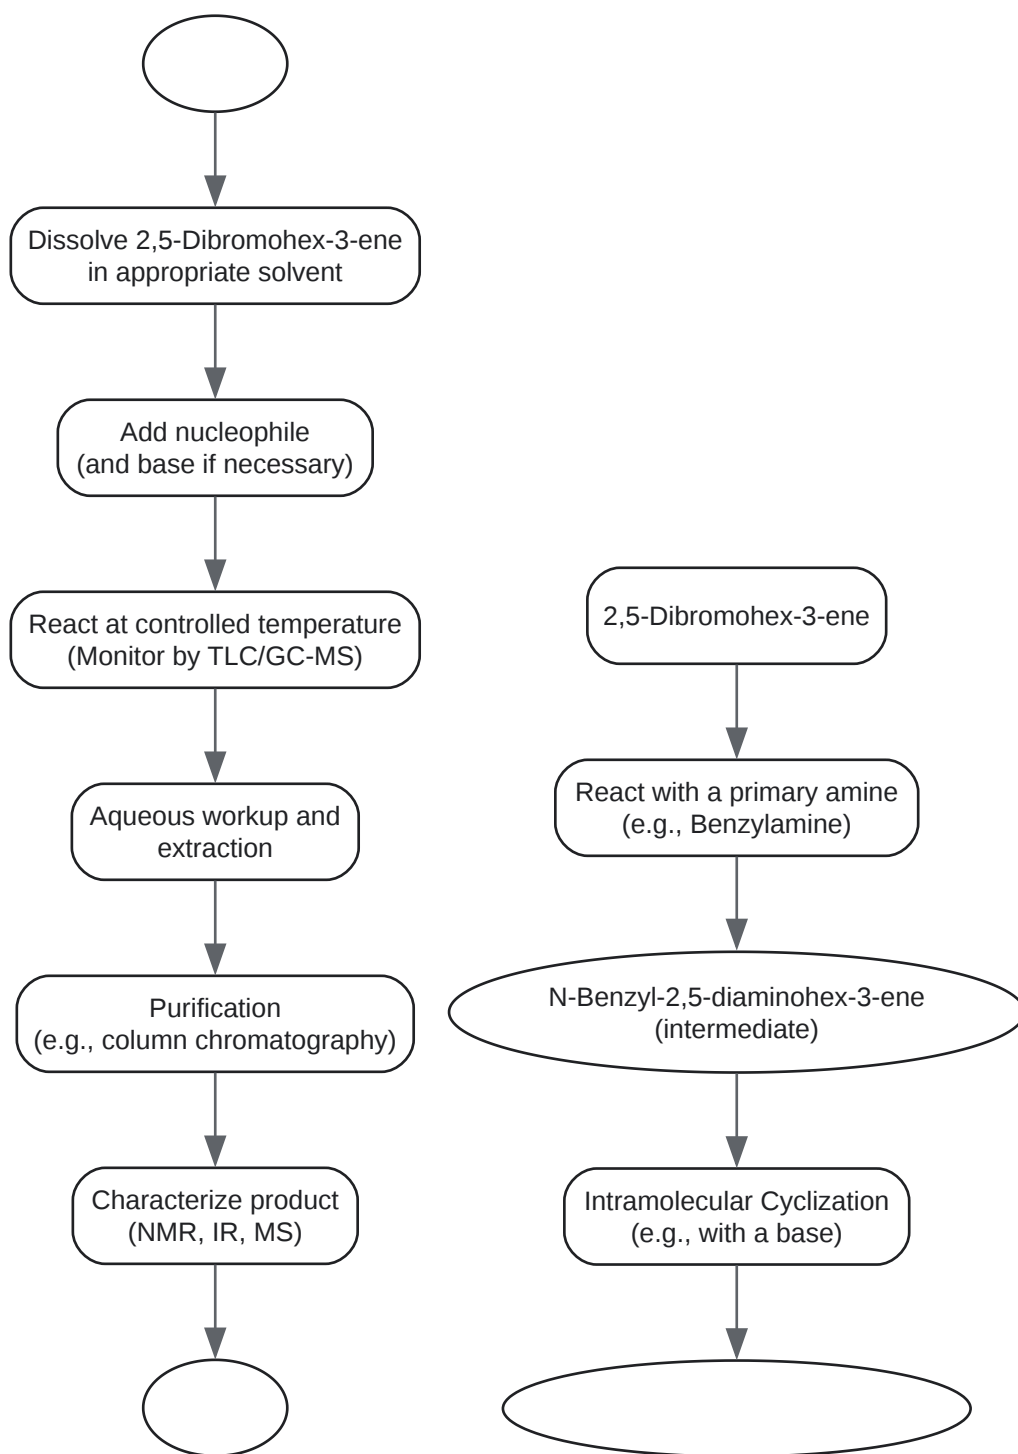 Dissolve 2,5-Dibromohex-3-ene
in appropriate solvent
Add nucleophile
(and base if necessary)
React at controlled temperature
(Monitor by TLC/GC-MS)
Aqueous workup and
extraction
Purification
(e.g., column chromatography)
Characterize product
(NMR, IR, MS)
2,5-Dibromohex-3-ene
React with a primary amine
(e.g., Benzylamine)
N-Benzyl-2,5-diaminohex-3-ene
(intermediate)
Intramolecular Cyclization
(e.g., with a base)